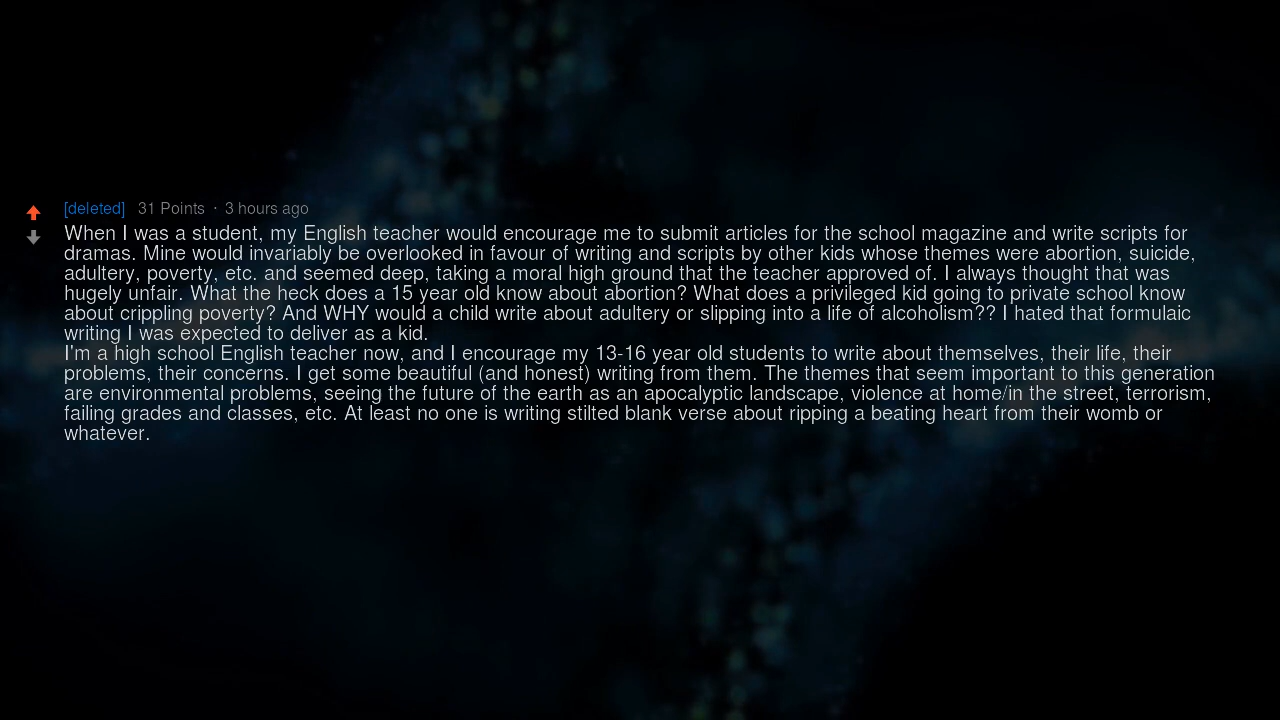 [deleted] 31 Points · 3 hours ago
When I was a student, my English teacher would encourage me to submit articles for the school magazine and write scripts for
dramas. Mine would invariably be overlooked in favour of writing and scripts by other kids whose themes were abortion, suicide,
adultery, poverty, etc. and seemed deep, taking a moral high ground that the teacher approved of. I always thought that was
hugely unfair. What the heck does a 15 year old know about abortion? What does a privileged kid going to private school know
about crippling poverty? And WHY would a child write about adultery or slipping into a life of alcoholism?? I hated that formulaic
writing I was expected to deliver as a kid.
I'm a high school English teacher now, and I encourage my 13-16 year old students to write about themselves, their life, their
problems, their concerns. I get some beautiful (and honest) writing from them. The themes that seem important to this generation
are environmental problems, seeing the future of the earth as an apocalyptic landscape, violence at home/in the street, terrorism,
failing grades and classes, etc. At least no one is writing stilted blank verse about ripping a beating heart from their womb or
whatever.